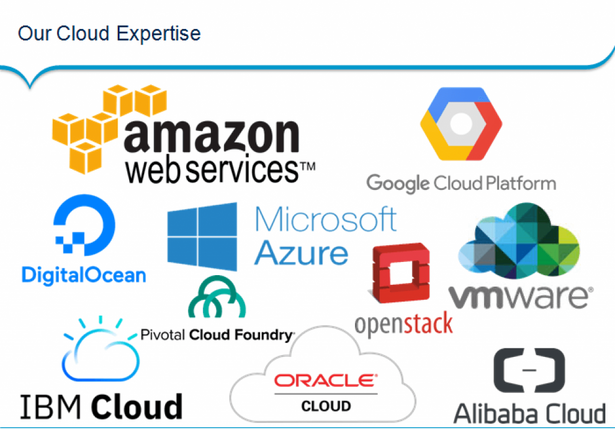 Our Cloud Expertise
amazon
web services™
Google Cloud Platform
DigitalOcean
Microsoft
Azure
openstack
vmware®
Pivotal Cloud Foundry
IBM Cloud
ORACLE
CLOUD
Alibaba Cloud